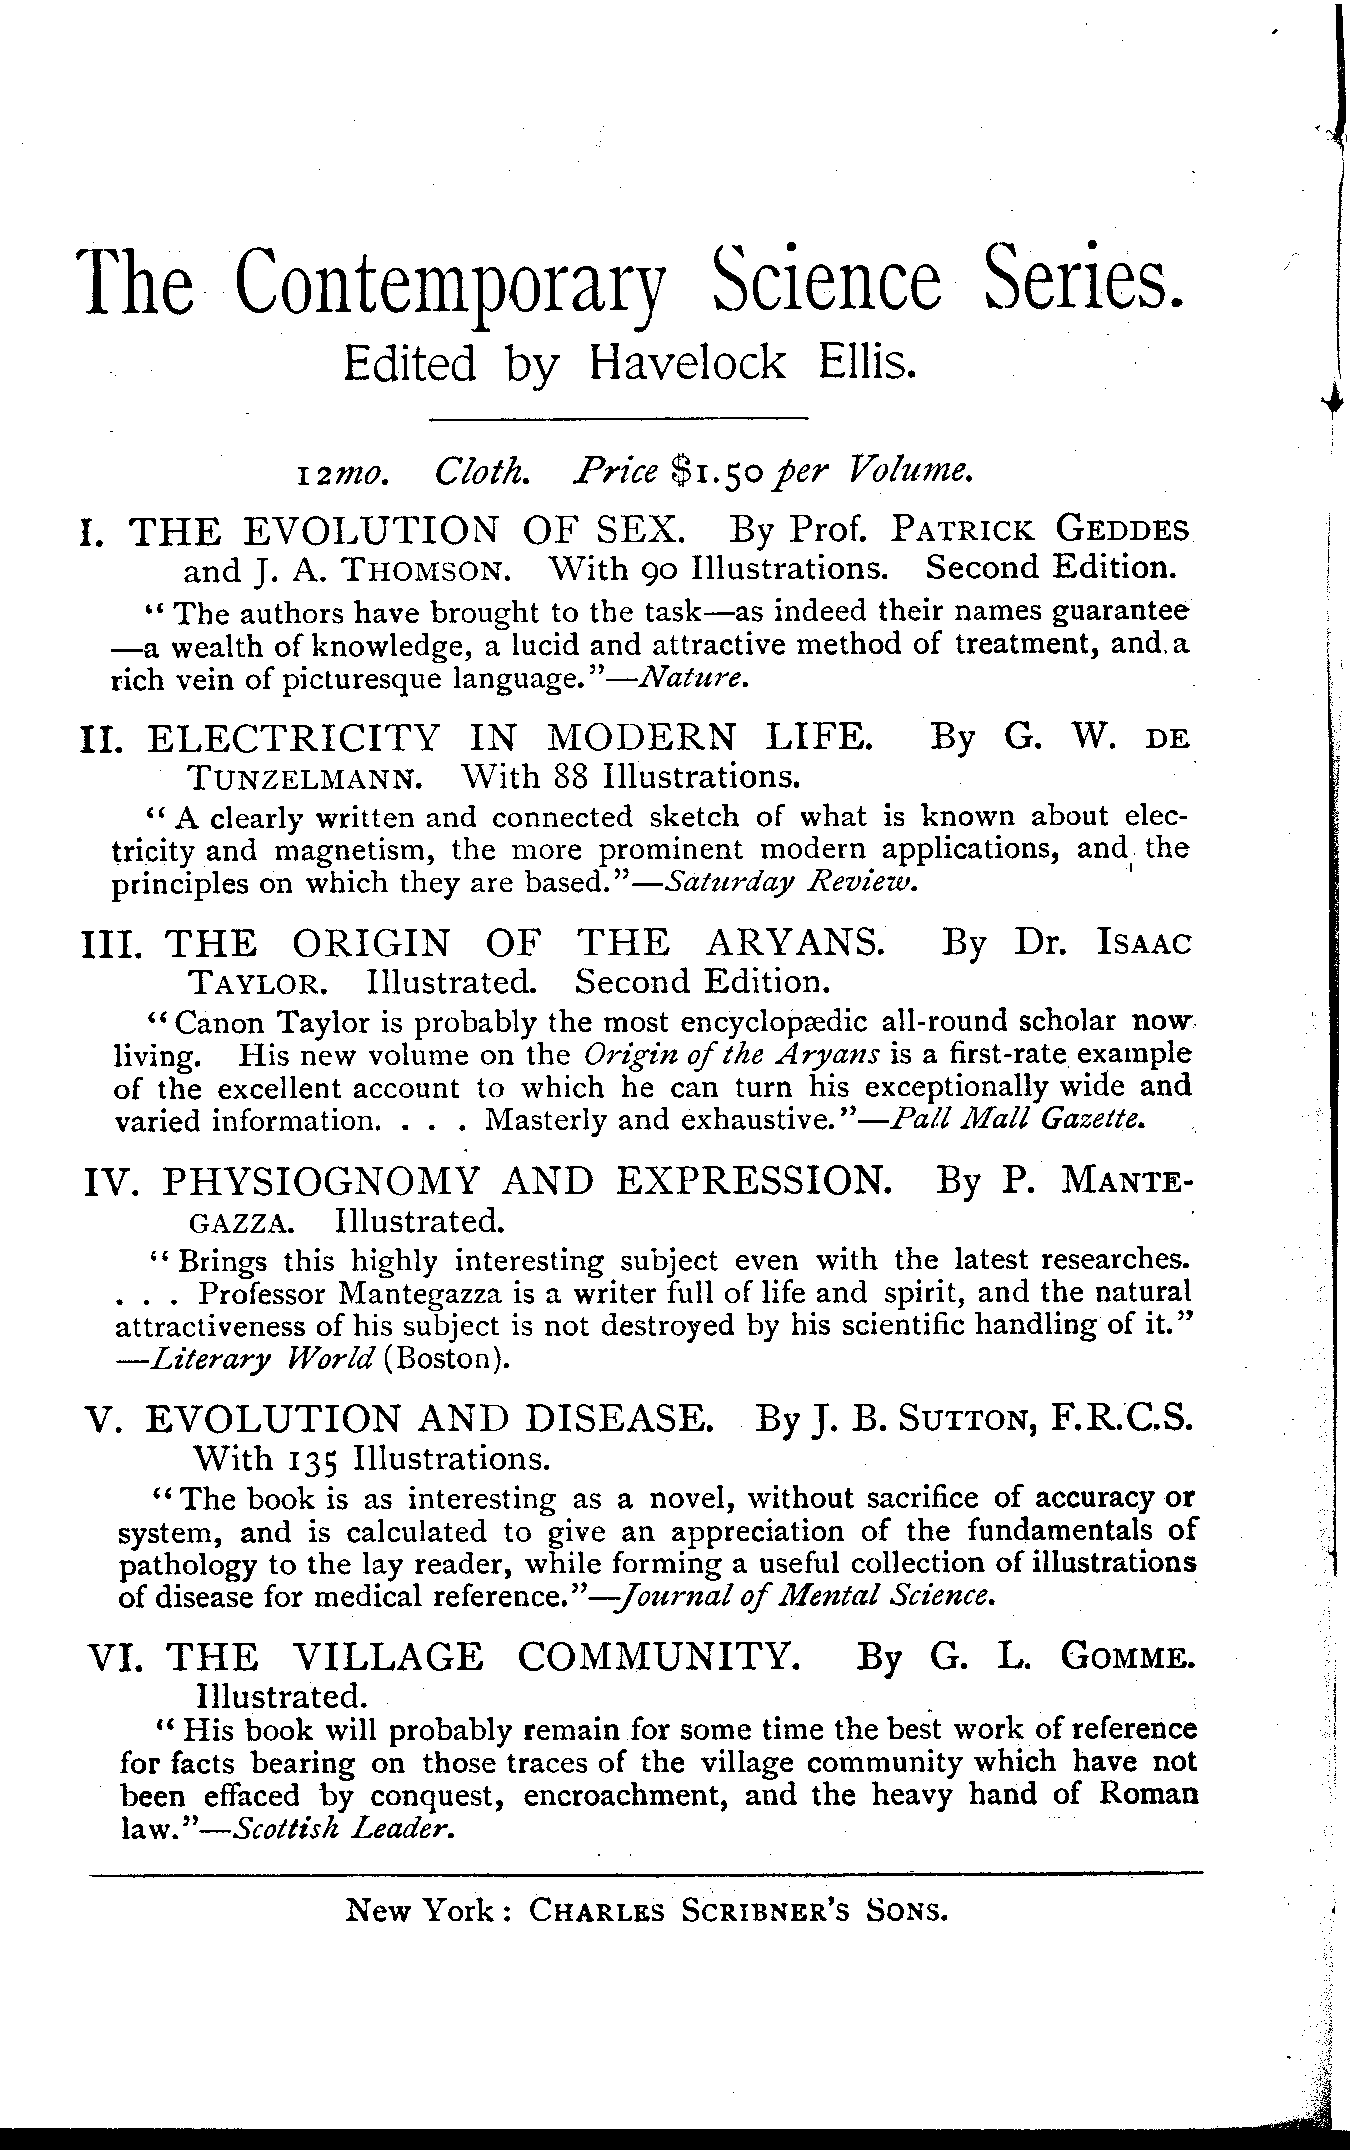 The Contemporary Science Series.
Edited by Havelock Ellis.
12mo. Cloth. Price $1.50 per Volume.
I. THE EVOLUTION OF SEX. By Prof. PATRICK GEDDES
and J. A. THOMSON. With 90 Illustrations. Second Edition.
“The authors have brought to the task—as indeed their names guarantee
—a wealth of knowledge, a lucid and attractive method of treatment, and a
rich vein of picturesque language.”—Nature.
II. ELECTRICITY IN MODERN LIFE. By G. W. DE
TUNZELMANN. With 88 Illustrations.
“A clearly written and connected sketch of what is known about elec-
tricity and magnetism, the more prominent modern applications, and the
principles on which they are based.”—Saturday Review.
III. THE ORIGIN OF THE ARYANS. By Dr. ISAAC
TAYLOR. Illustrated. Second Edition.
“Canon Taylor is probably the most encyclopædic all-round scholar now
living. His new volume on the Origin of the Aryans is a first-rate example
of the excellent account to which he can turn his exceptionally wide and
varied information. . . . Masterly and exhaustive.”—Pall Mall Gazette.
IV. PHYSIOGNOMY AND EXPRESSION. By P. MANTE-
GAZZA. Illustrated.
“Brings this highly interesting subject even with the latest researches.
. . . Professor Mantegazza is a writer full of life and spirit, and the natural
attractiveness of his subject is not destroyed by his scientific handling of it.”
—Literary World (Boston).
V. EVOLUTION AND DISEASE. By J. B. SUTTON, F.R.C.S.
With 135 Illustrations.
“The book is as interesting as a novel, without sacrifice of accuracy or
system, and is calculated to give an appreciation of the fundamentals of
pathology to the lay reader, while forming a useful collection of illustrations
of disease for medical reference.”—Journal of Mental Science.
VI. THE VILLAGE COMMUNITY. By G. L. GOMME.
Illustrated.
“His book will probably remain for some time the best work of reference
for facts bearing on those traces of the village community which have not
been effaced by conquest, encroachment, and the heavy hand of Roman
law.”—Scottish Leader.
New York: CHARLES SCRIBNER'S SONS.